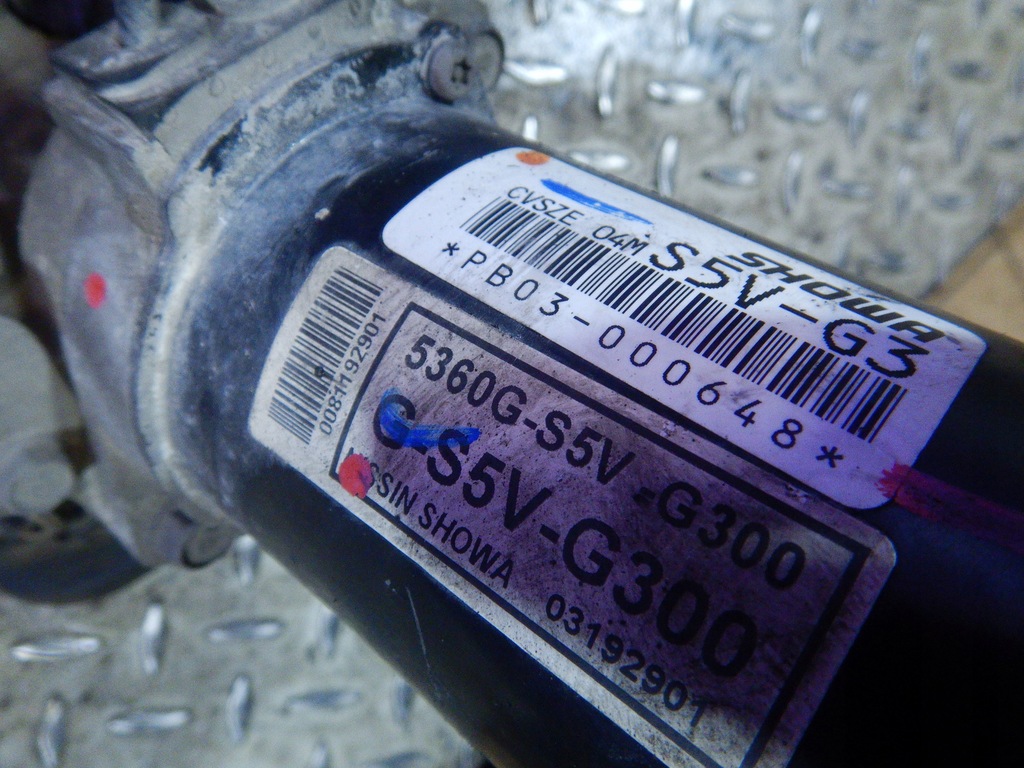 SHOWA
CVSZE 04M S5V-G3
*PB03-000648*
0081192901
5360G-S5V-G300
G-S5V-G300
SSIN SHOWA 03192901